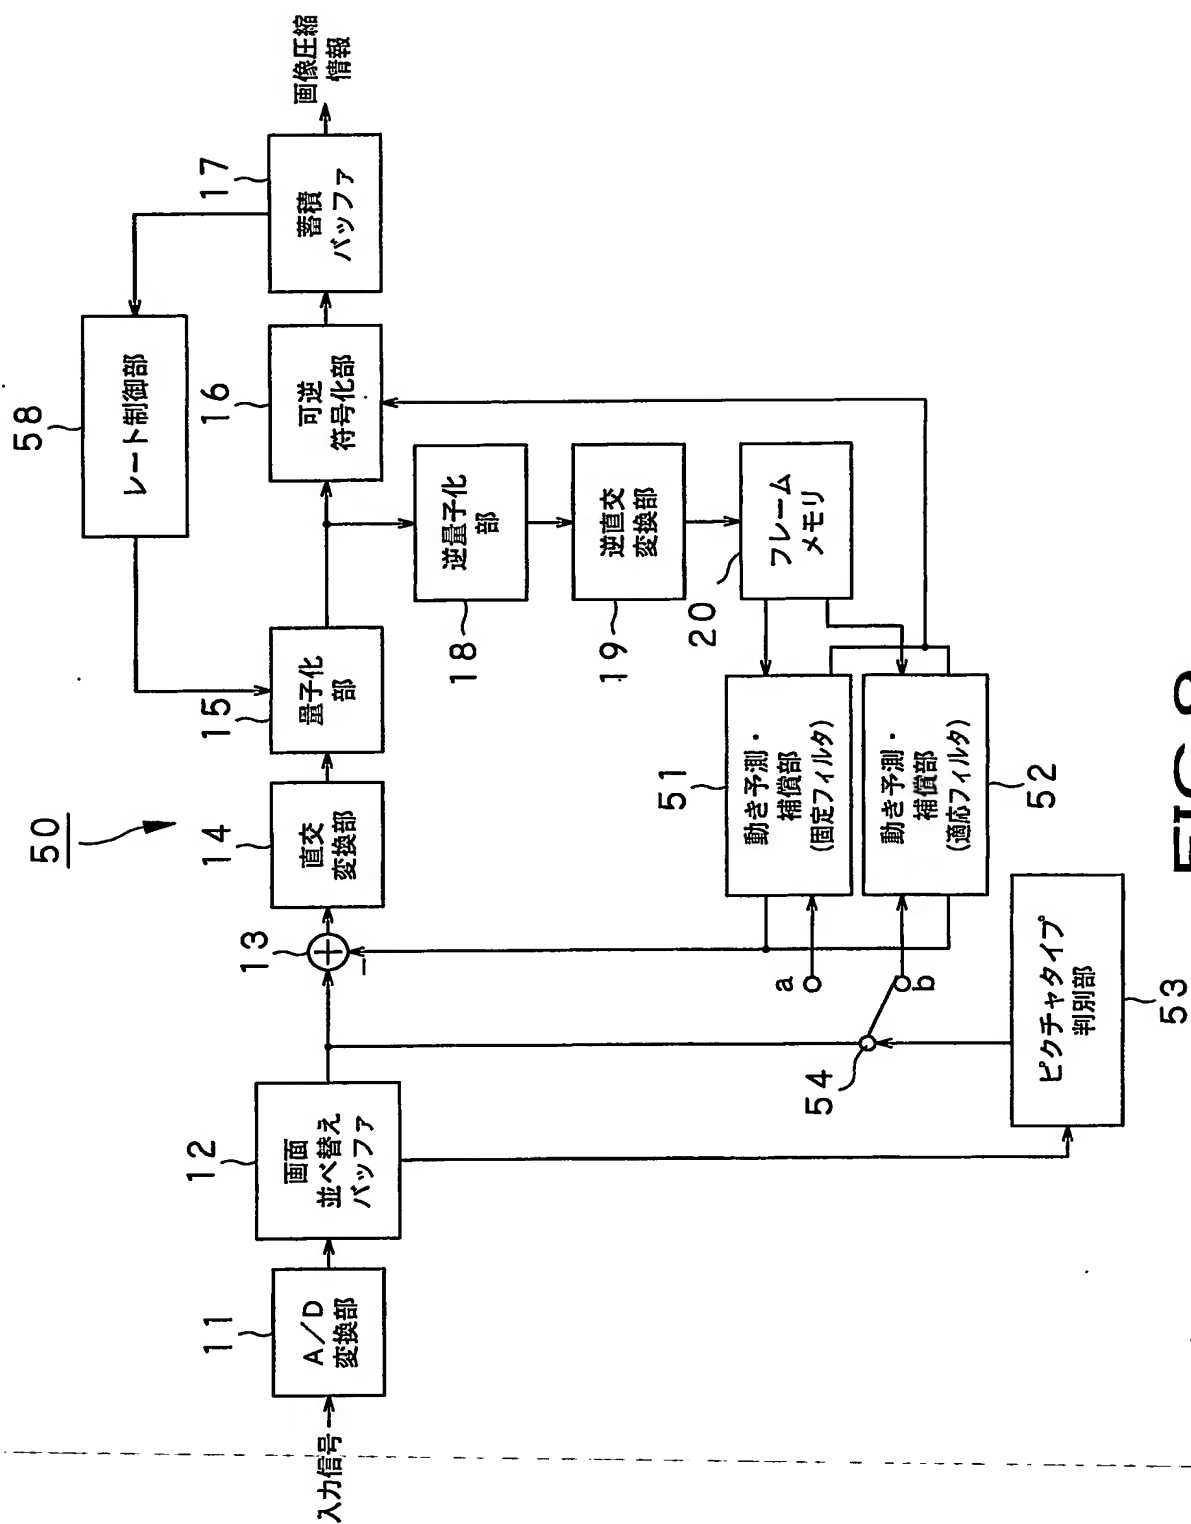 50
入力信号
11
A/D
変換部
12
画面
並べ替え
バッファ
13
−
14
直交
変換部
15
量子化
部
58
レート制御部
16
可逆
符号化部
17
蓄積
バッファ
画像圧縮
情報
18
逆量子化
部
19
逆直交
変換部
20
フレーム
メモリ
51
動き予測・
補償部
(固定フィルタ)
52
動き予測・
補償部
(適応フィルタ)
a
b
54
53
ピクチャタイプ
判別部